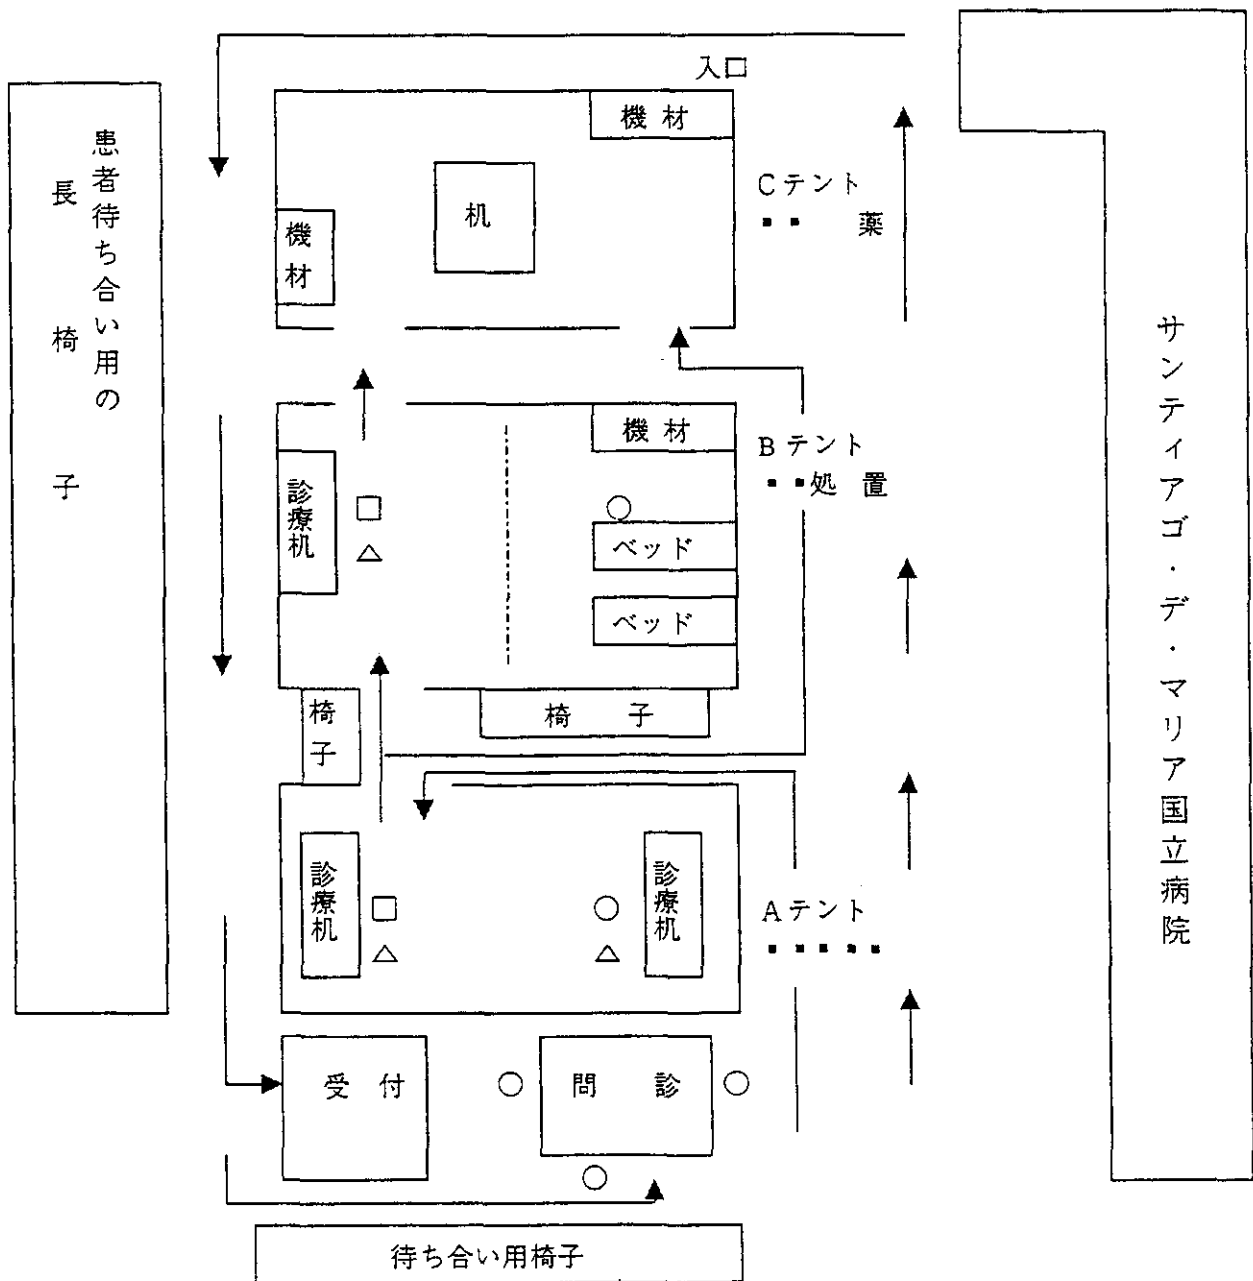 入口
患者待ち合い用の
長椅子
機材
机
機材
Cテント
・・ 薬
サンティアゴ・デ・マリア国立病院
機材
診療机
ベッド
ベッド
Bテント
・・処置
椅子
椅子
診療机
診療机
Aテント
・・・・・
受付
問診
待ち合い用椅子